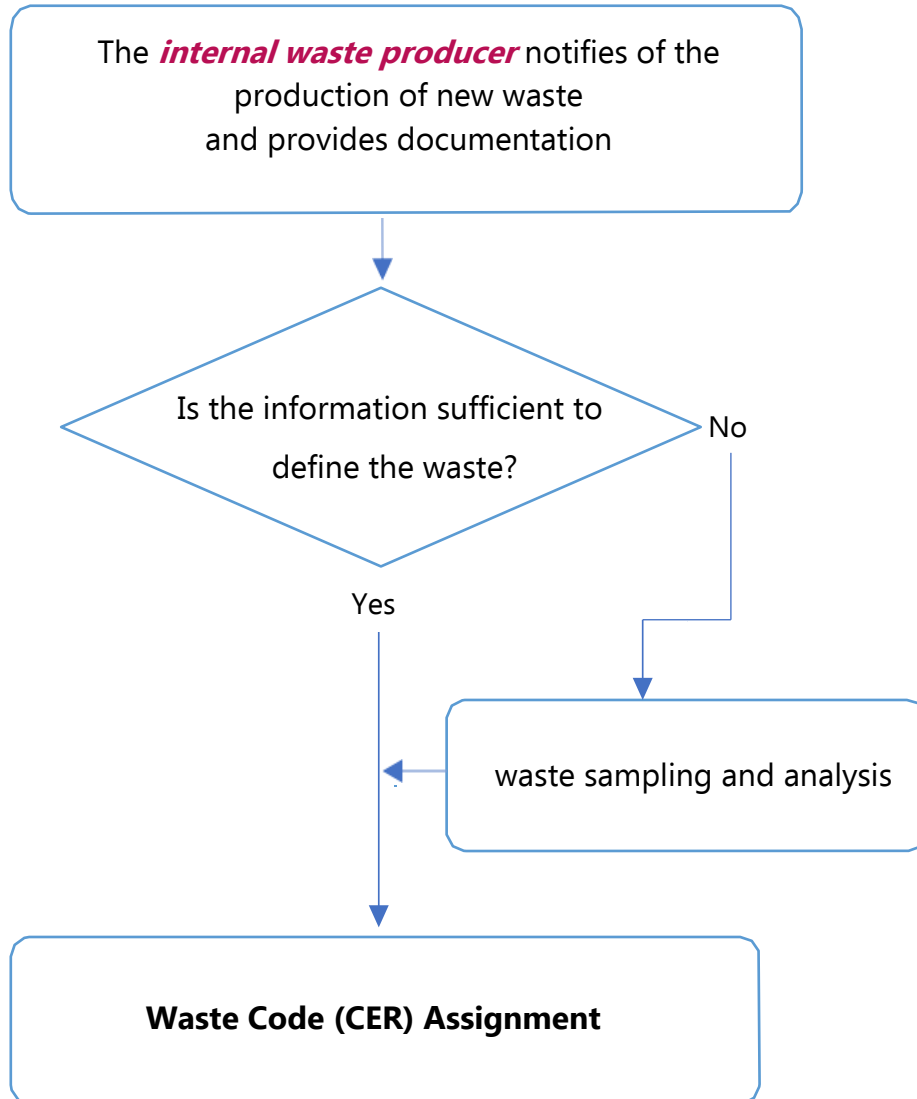 The internal waste producer notifies of the
production of new waste
and provides documentation
Is the information sufficient to
define the waste?
No
Yes
waste sampling and analysis
Waste Code (CER) Assignment